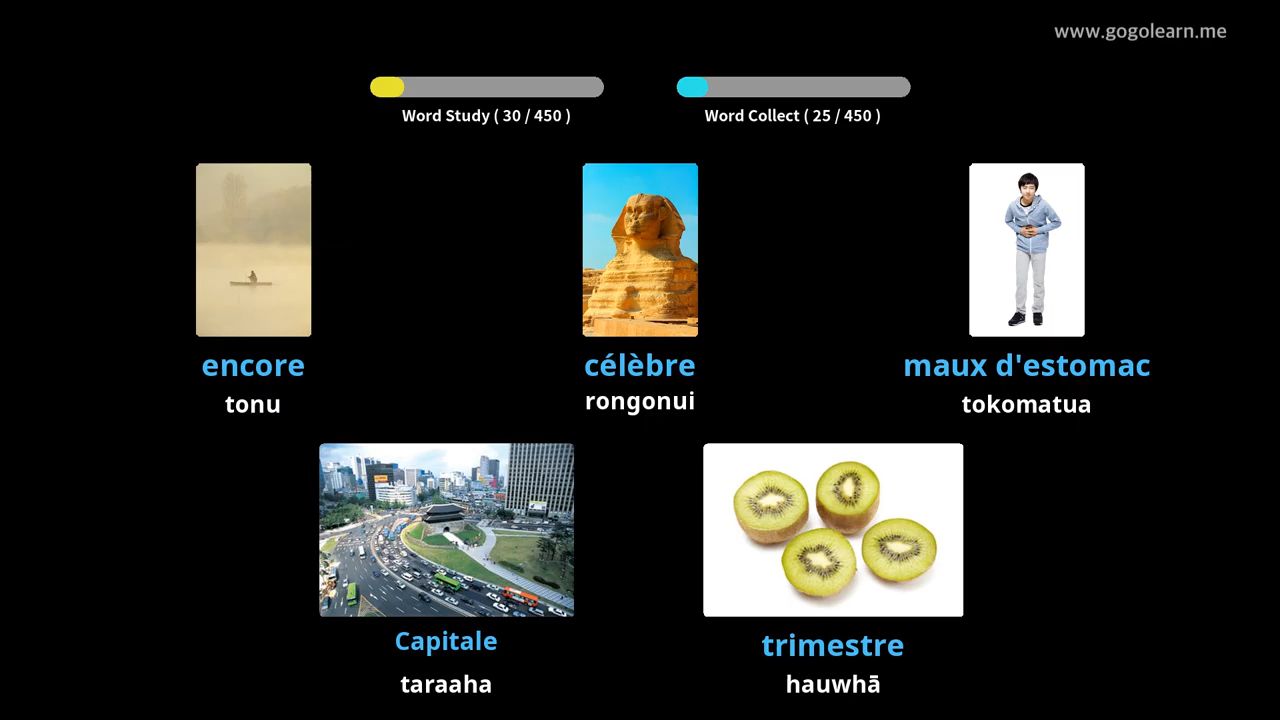 www.gogolearn.me
Word Study ( 30 / 450 )
Word Collect ( 25 / 450 )
encore
tonu
célèbre
rongonui
maux d'estomac
tokomatua
Capitale
taraaha
trimestre
hauwhā